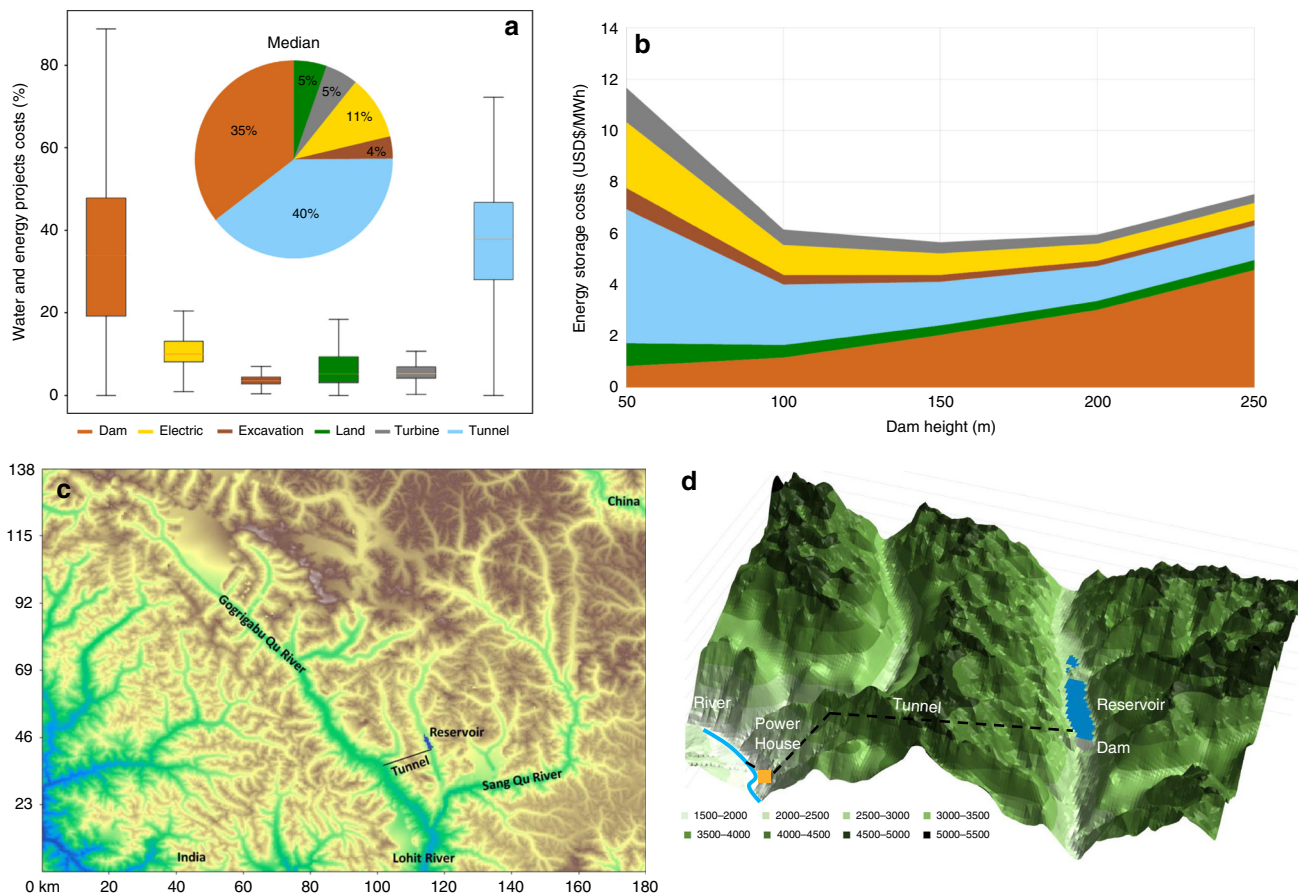 a
Median
5%
5%
11%
4%
40%
35%
Water and energy projects costs (%)
80
60
40
20
0
Dam Electric Excavation Land Turbine Tunnel
b
Energy storage costs (USD$/MWh)
14
12
10
8
6
4
2
0
50 100 150 200 250
Dam height (m)
c
138
115
92
69
46
23
0 km 20 40 60 80 100 120 140 160 180
China
Gogrigabu Qu River
Reservoir
Tunnel
Sang Qu River
India
Lohit River
d
River
Power
House
Tunnel
Reservoir
Dam
1500–2000 2000–2500 2500–3000 3000–3500
3500–4000 4000–4500 4500–5000 5000–5500